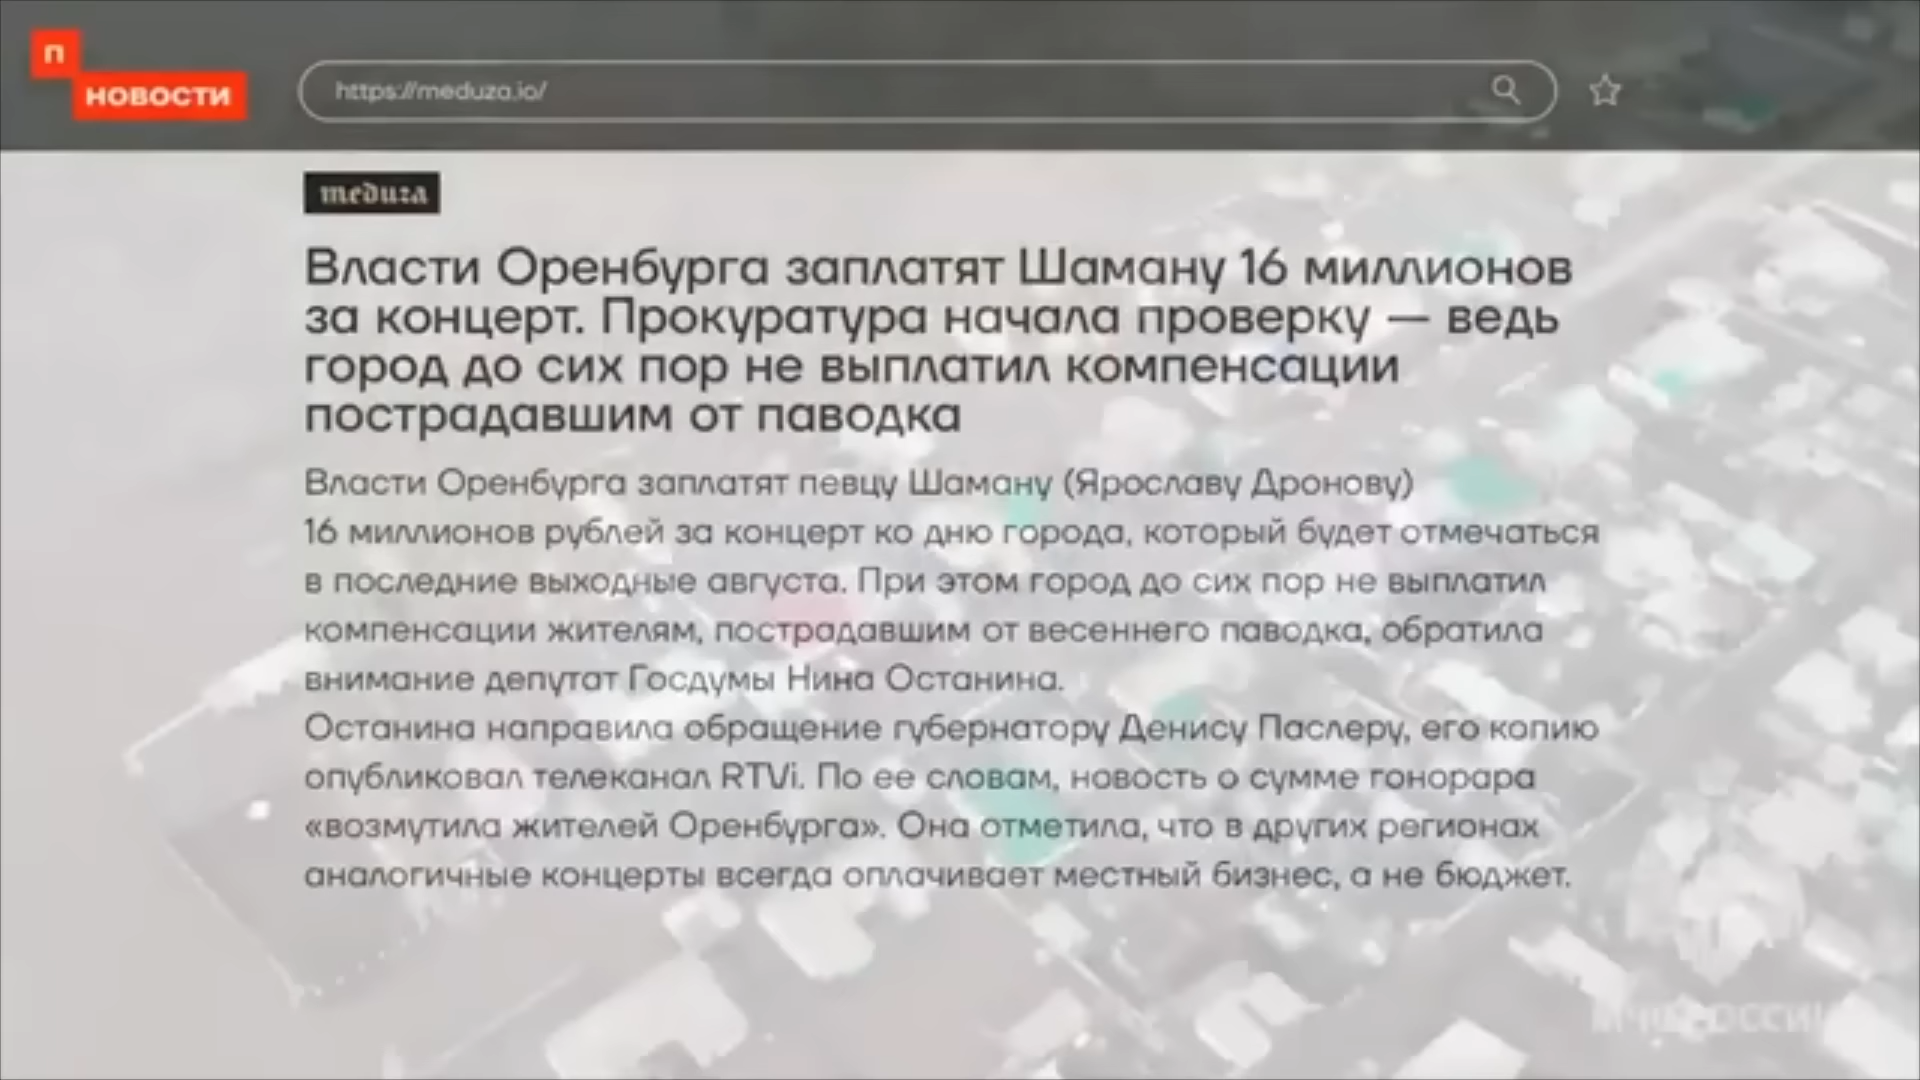 П
НОВОСТИ
https://meduza.io/
meduza
Власти Оренбурга заплатят Шаману 16 миллионов
за концерт. Прокуратура начала проверку — ведь
город до сих пор не выплатил компенсации
пострадавшим от паводка
Власти Оренбурга заплатят певцу Шаману (Ярославу Дронову)
16 миллионов рублей за концерт ко дню города, который будет отмечаться
в последние выходные августа. При этом город до сих пор не выплатил
компенсации жителям, пострадавшим от весеннего паводка, обратила
внимание депутат Госдумы Нина Останина.
Останина направила обращение губернатору Денису Паслеру, его копию
опубликовал телеканал RTVi. По ее словам, новость о сумме гонорара
«возмутила жителей Оренбурга». Она отметила, что в других регионах
аналогичные концерты всегда оплачивает местный бизнес, а не бюджет.
МЧС РОССИИ